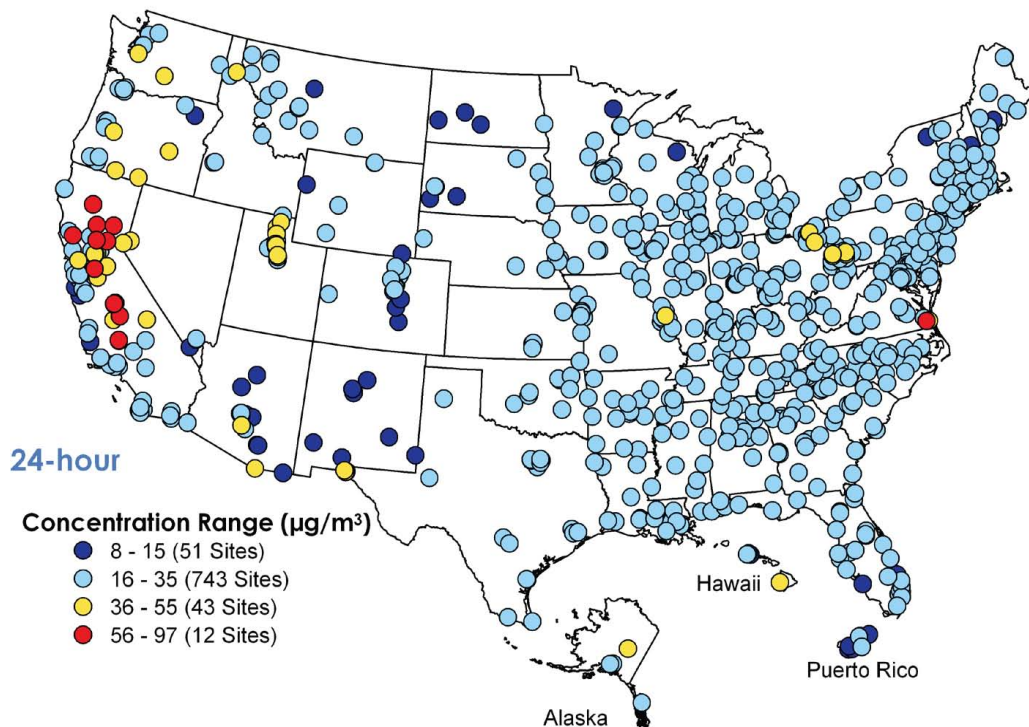 24-hour
Concentration Range (µg/m³)
8 - 15 (51 Sites)
16 - 35 (743 Sites)
36 - 55 (43 Sites)
56 - 97 (12 Sites)
Hawaii
Puerto Rico
Alaska